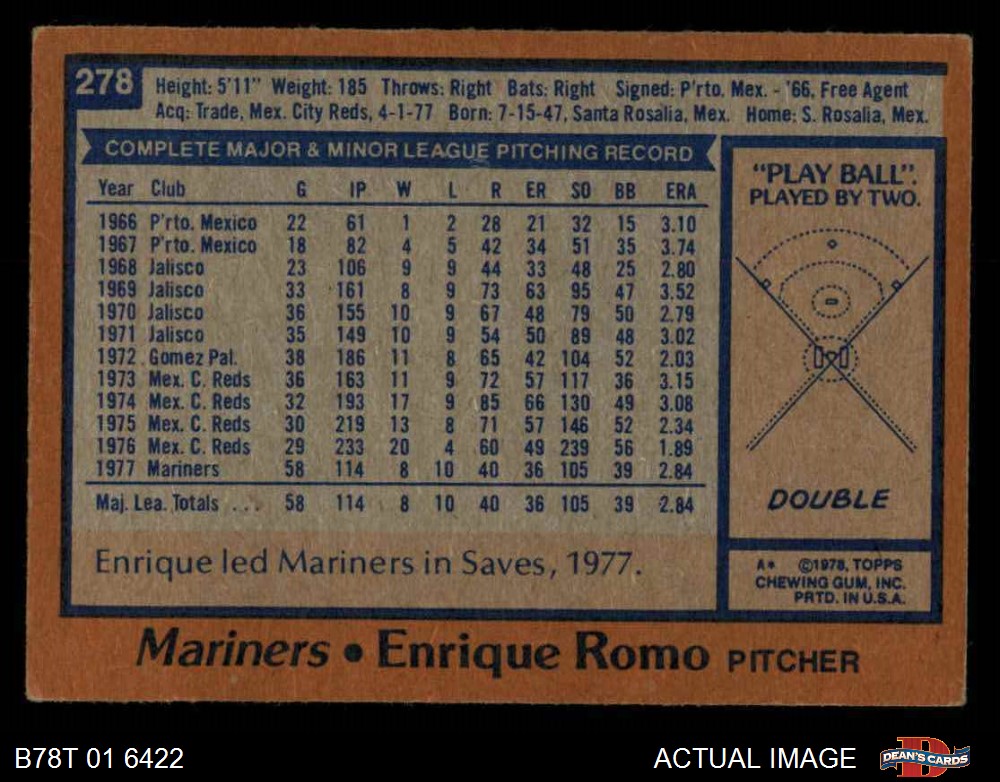 278
Height: 5'11" Weight: 185 Throws: Right Bats: Right Signed: P'rto. Mex. - '66, Free Agent
Acq: Trade, Mex. City Reds, 4-1-77 Born: 7-15-47, Santa Rosalia, Mex. Home: S. Rosalia, Mex.
COMPLETE MAJOR & MINOR LEAGUE PITCHING RECORD
Year Club G IP W L R ER SO BB ERA
1966 P'rto. Mexico 22 61 1 2 28 21 32 15 3.10
1967 P'rto. Mexico 18 82 4 5 42 34 51 35 3.74
1968 Jalisco 23 106 9 9 44 33 48 25 2.80
1969 Jalisco 33 161 8 9 73 63 95 47 3.52
1970 Jalisco 36 155 10 9 67 48 79 50 2.79
1971 Jalisco 35 149 10 9 54 50 89 48 3.02
1972 Gomez Pal. 38 186 11 8 65 42 104 52 2.03
1973 Mex. C. Reds 36 163 11 9 72 57 117 36 3.15
1974 Mex. C. Reds 32 193 17 9 85 66 130 49 3.08
1975 Mex. C. Reds 30 219 13 8 71 57 146 52 2.34
1976 Mex. C. Reds 29 233 20 4 60 49 239 56 1.89
1977 Mariners 58 114 8 10 40 36 105 39 2.84
Maj. Lea. Totals ... 58 114 8 10 40 36 105 39 2.84
Enrique led Mariners in Saves, 1977.
"PLAY BALL".
PLAYED BY TWO.
DOUBLE
A* ©1978, TOPPS
CHEWING GUM, INC.
PRTD. IN U.S.A.
Mariners • Enrique Romo PITCHER
B78T 01 6422
ACTUAL IMAGE
D
DEAN'S CARDS